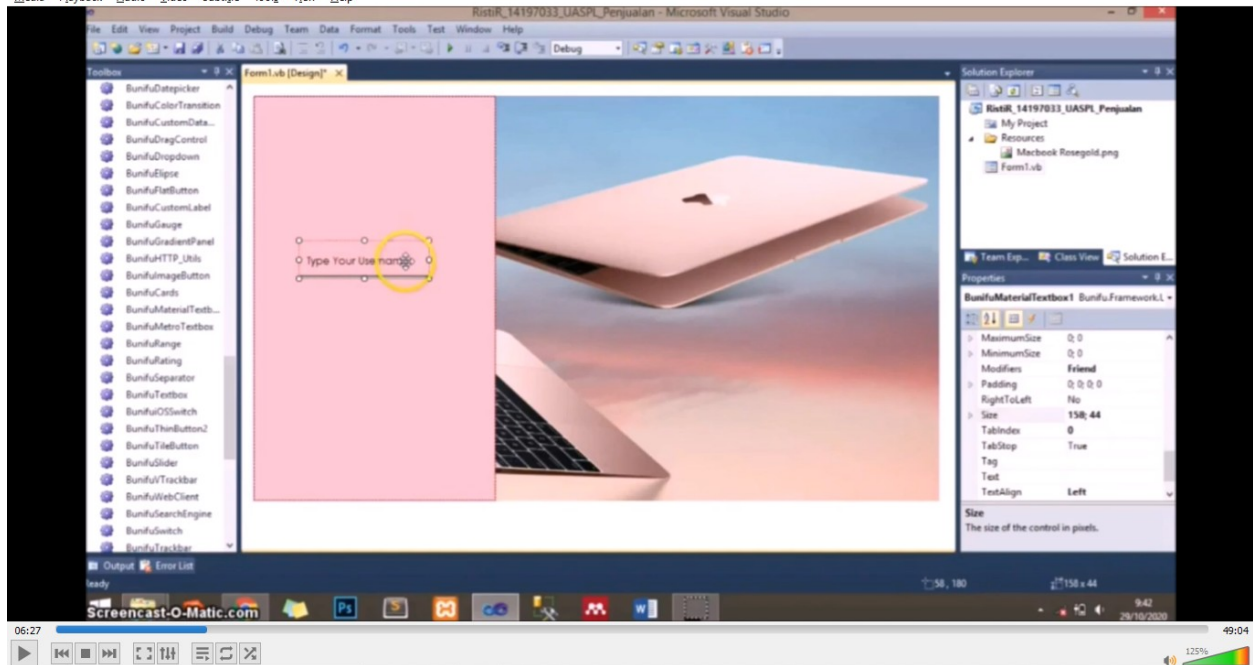 RistiR_14197033_UASPL_Penjualan - Microsoft Visual Studio
File Edit View Project Build Debug Team Data Format Tools Test Window Help
Debug
Toolbox
Form1.vb [Design]*
Solution Explorer
BunifuDatepicker
BunifuColorTransition
BunifuCustomData...
BunifuDragControl
BunifuDropdown
BunifuElipse
BunifuFlatButton
BunifuCustomLabel
BunifuGauge
BunifuGradientPanel
BunifuHTTP_Utils
BunifuImageButton
BunifuCards
BunifuMaterialTextb...
BunifuMetroTextbox
BunifuRange
BunifuRating
BunifuSeparator
BunifuTextbox
BunifuiOSSwitch
BunifuThinButton2
BunifuTileButton
BunifuSlider
BunifuVTrackbar
BunifuWebClient
BunifuSearchEngine
BunifuSwitch
BunifuTrackbar
Type Your Username
RistiR_14197033_UASPL_Penjualan
My Project
Resources
Macbook Rosegold.png
Form1.vb
Team Exp... Class View Solution E...
Properties
BunifuMaterialTextbox1 Bunifu.Framework.L
MaximumSize 0; 0
MinimumSize 0; 0
Modifiers Friend
Padding 0; 0; 0; 0
RightToLeft No
Size 158; 44
TabIndex 0
TabStop True
Tag
Text
TextAlign Left
Size
The size of the control in pixels.
Output Error List
Ready
58, 180
158 x 44
Screencast-O-Matic.com
Ps
S
W
9:42
29/10/2020
06:27
49:04
125%